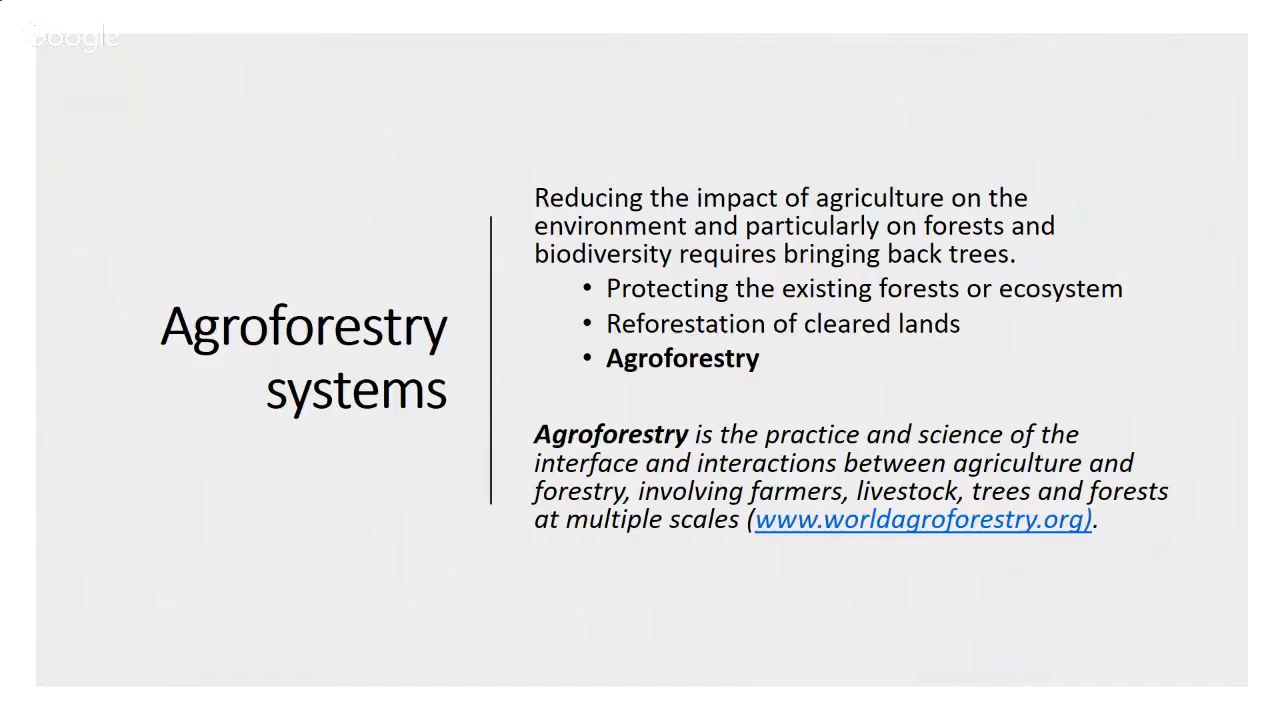 Google
Agroforestry
systems
Reducing the impact of agriculture on the
environment and particularly on forests and
biodiversity requires bringing back trees.
• Protecting the existing forests or ecosystem
• Reforestation of cleared lands
• Agroforestry
Agroforestry is the practice and science of the
interface and interactions between agriculture and
forestry, involving farmers, livestock, trees and forests
at multiple scales (www.worldagroforestry.org).